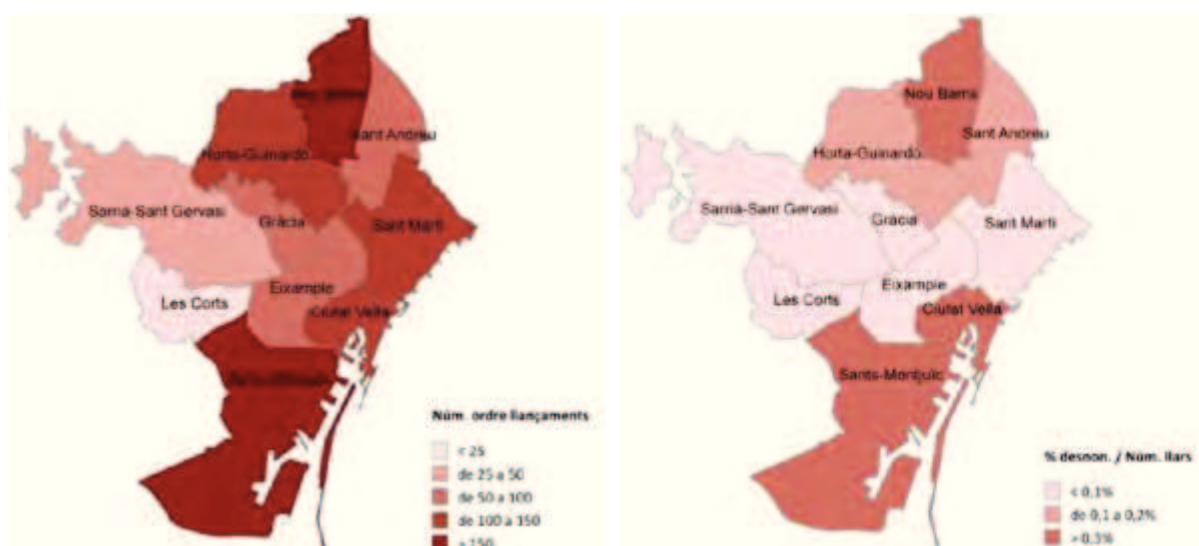 Sant Andreu
Horta-Guinardó
Sarrià-Sant Gervasi
Gràcia
Sant Martí
Eixample
Les Corts
Ciutat Vella
Núm. ordre llançaments
< 25
de 25 a 50
de 50 a 100
de 100 a 150
>150
Nou Barris
Sant Andreu
Horta-Guinardó
Sarrià-Sant Gervasi
Gràcia
Sant Martí
Eixample
Les Corts
Ciutat Vella
Sants-Montjuïc
% desnon. / Núm. llars
< 0,1%
de 0,1 a 0,2%
> 0,3%